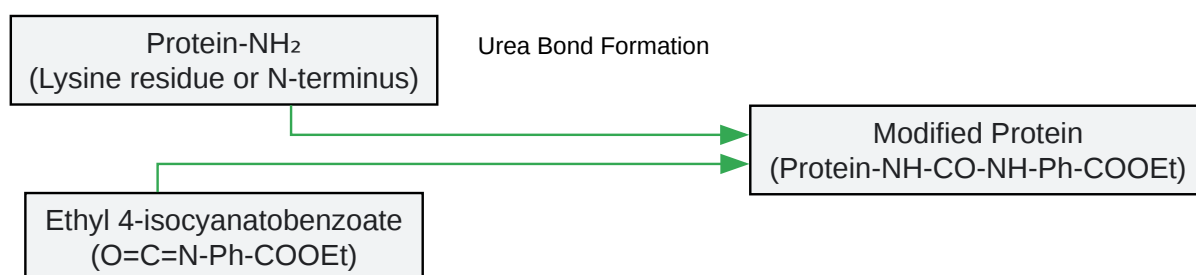 Protein-NH₂
(Lysine residue or N-terminus)
Urea Bond Formation
Modified Protein
(Protein-NH-CO-NH-Ph-COOEt)
Ethyl 4-isocyanatobenzoate
(O=C=N-Ph-COOEt)